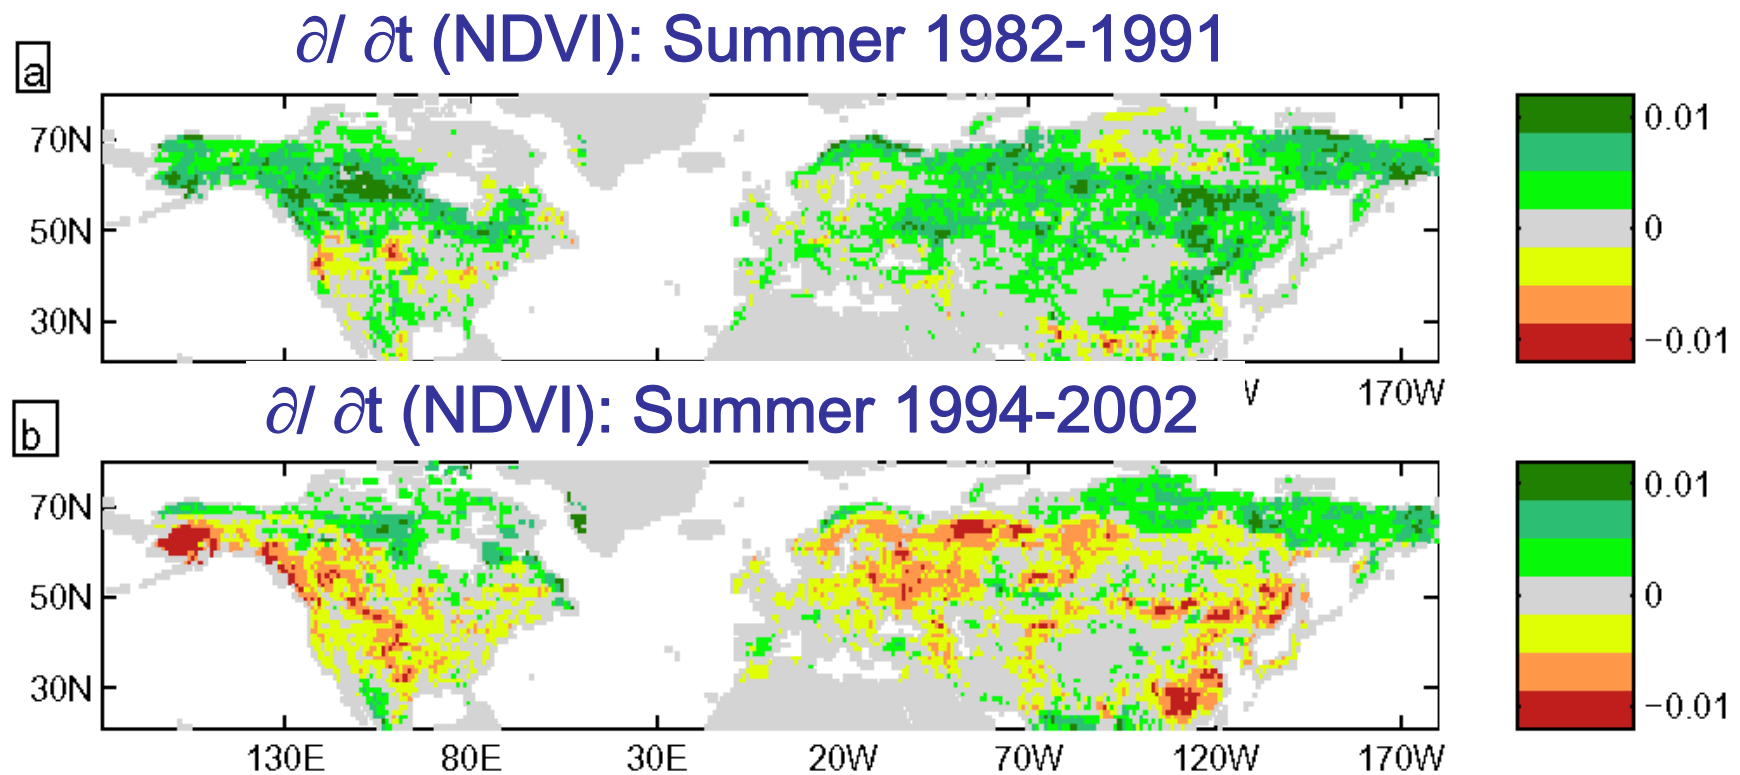 ∂/ ∂t (NDVI): Summer 1982-1991
a
70N
50N
30N
0.01
0
−0.01
W 170W
∂/ ∂t (NDVI): Summer 1994-2002
b
70N
50N
30N
0.01
0
−0.01
130E 80E 30E 20W 70W 120W 170W